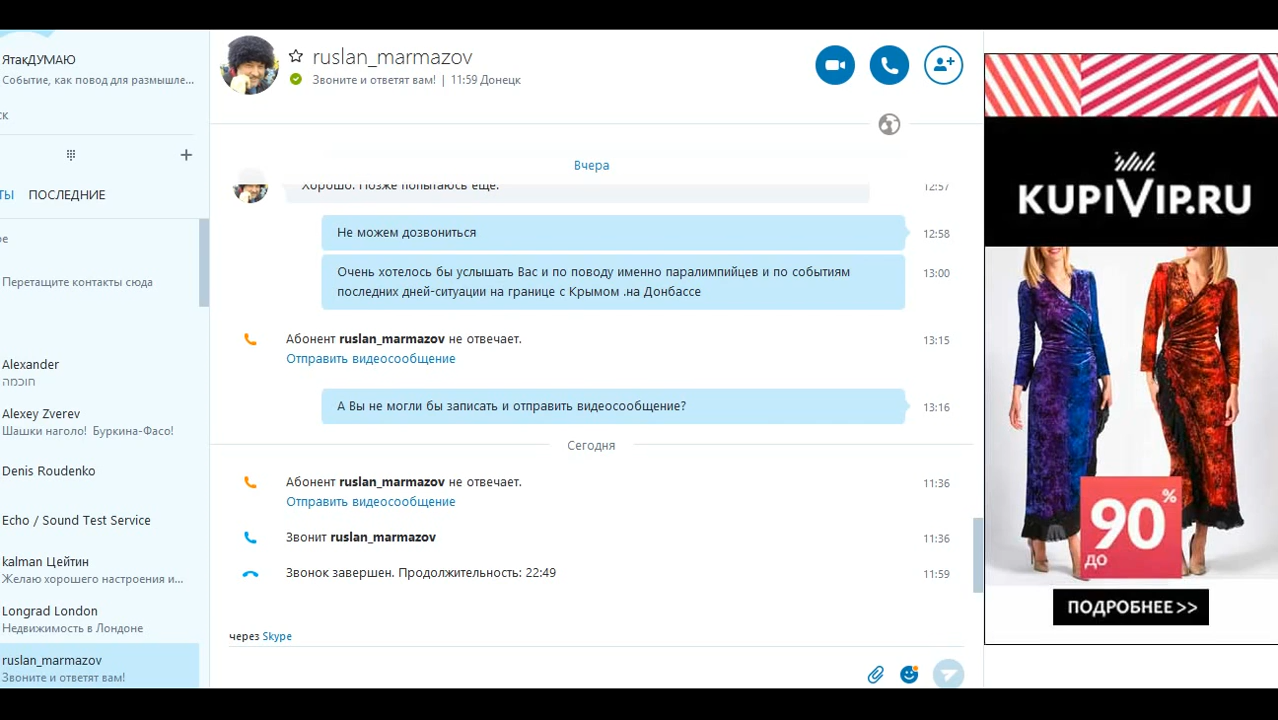 ЯтакДУМАЮ
Событие, как повод для размышле...
ск
ТЫ ПОСЛЕДНИЕ
Перетащите контакты сюда
Alexander
חוכמה
Alexey Zverev
Шашки наголо! Буркина-Фасо!
Denis Roudenko
Echo / Sound Test Service
kalman Цейтин
Желаю хорошего настроения и...
Longrad London
Недвижимость в Лондоне
ruslan_marmazov
Звоните и ответят вам!
ruslan_marmazov
Звоните и ответят вам! | 11:59 Донецк
Вчера
Хорошо. Позже попытаюсь еще. 12:57
Не можем дозвониться 12:58
Очень хотелось бы услышать Вас и по поводу именно паралимпийцев и по событиям 13:00
последних дней-ситуации на границе с Крымом .на Донбассе
Абонент ruslan_marmazov не отвечает. 13:15
Отправить видеосообщение
А Вы не могли бы записать и отправить видеосообщение? 13:16
Сегодня
Абонент ruslan_marmazov не отвечает. 11:36
Отправить видеосообщение
Звонит ruslan_marmazov 11:36
Звонок завершен. Продолжительность: 22:49 11:59
через Skype
KUPIVIP.RU
до 90%
ПОДРОБНЕЕ >>